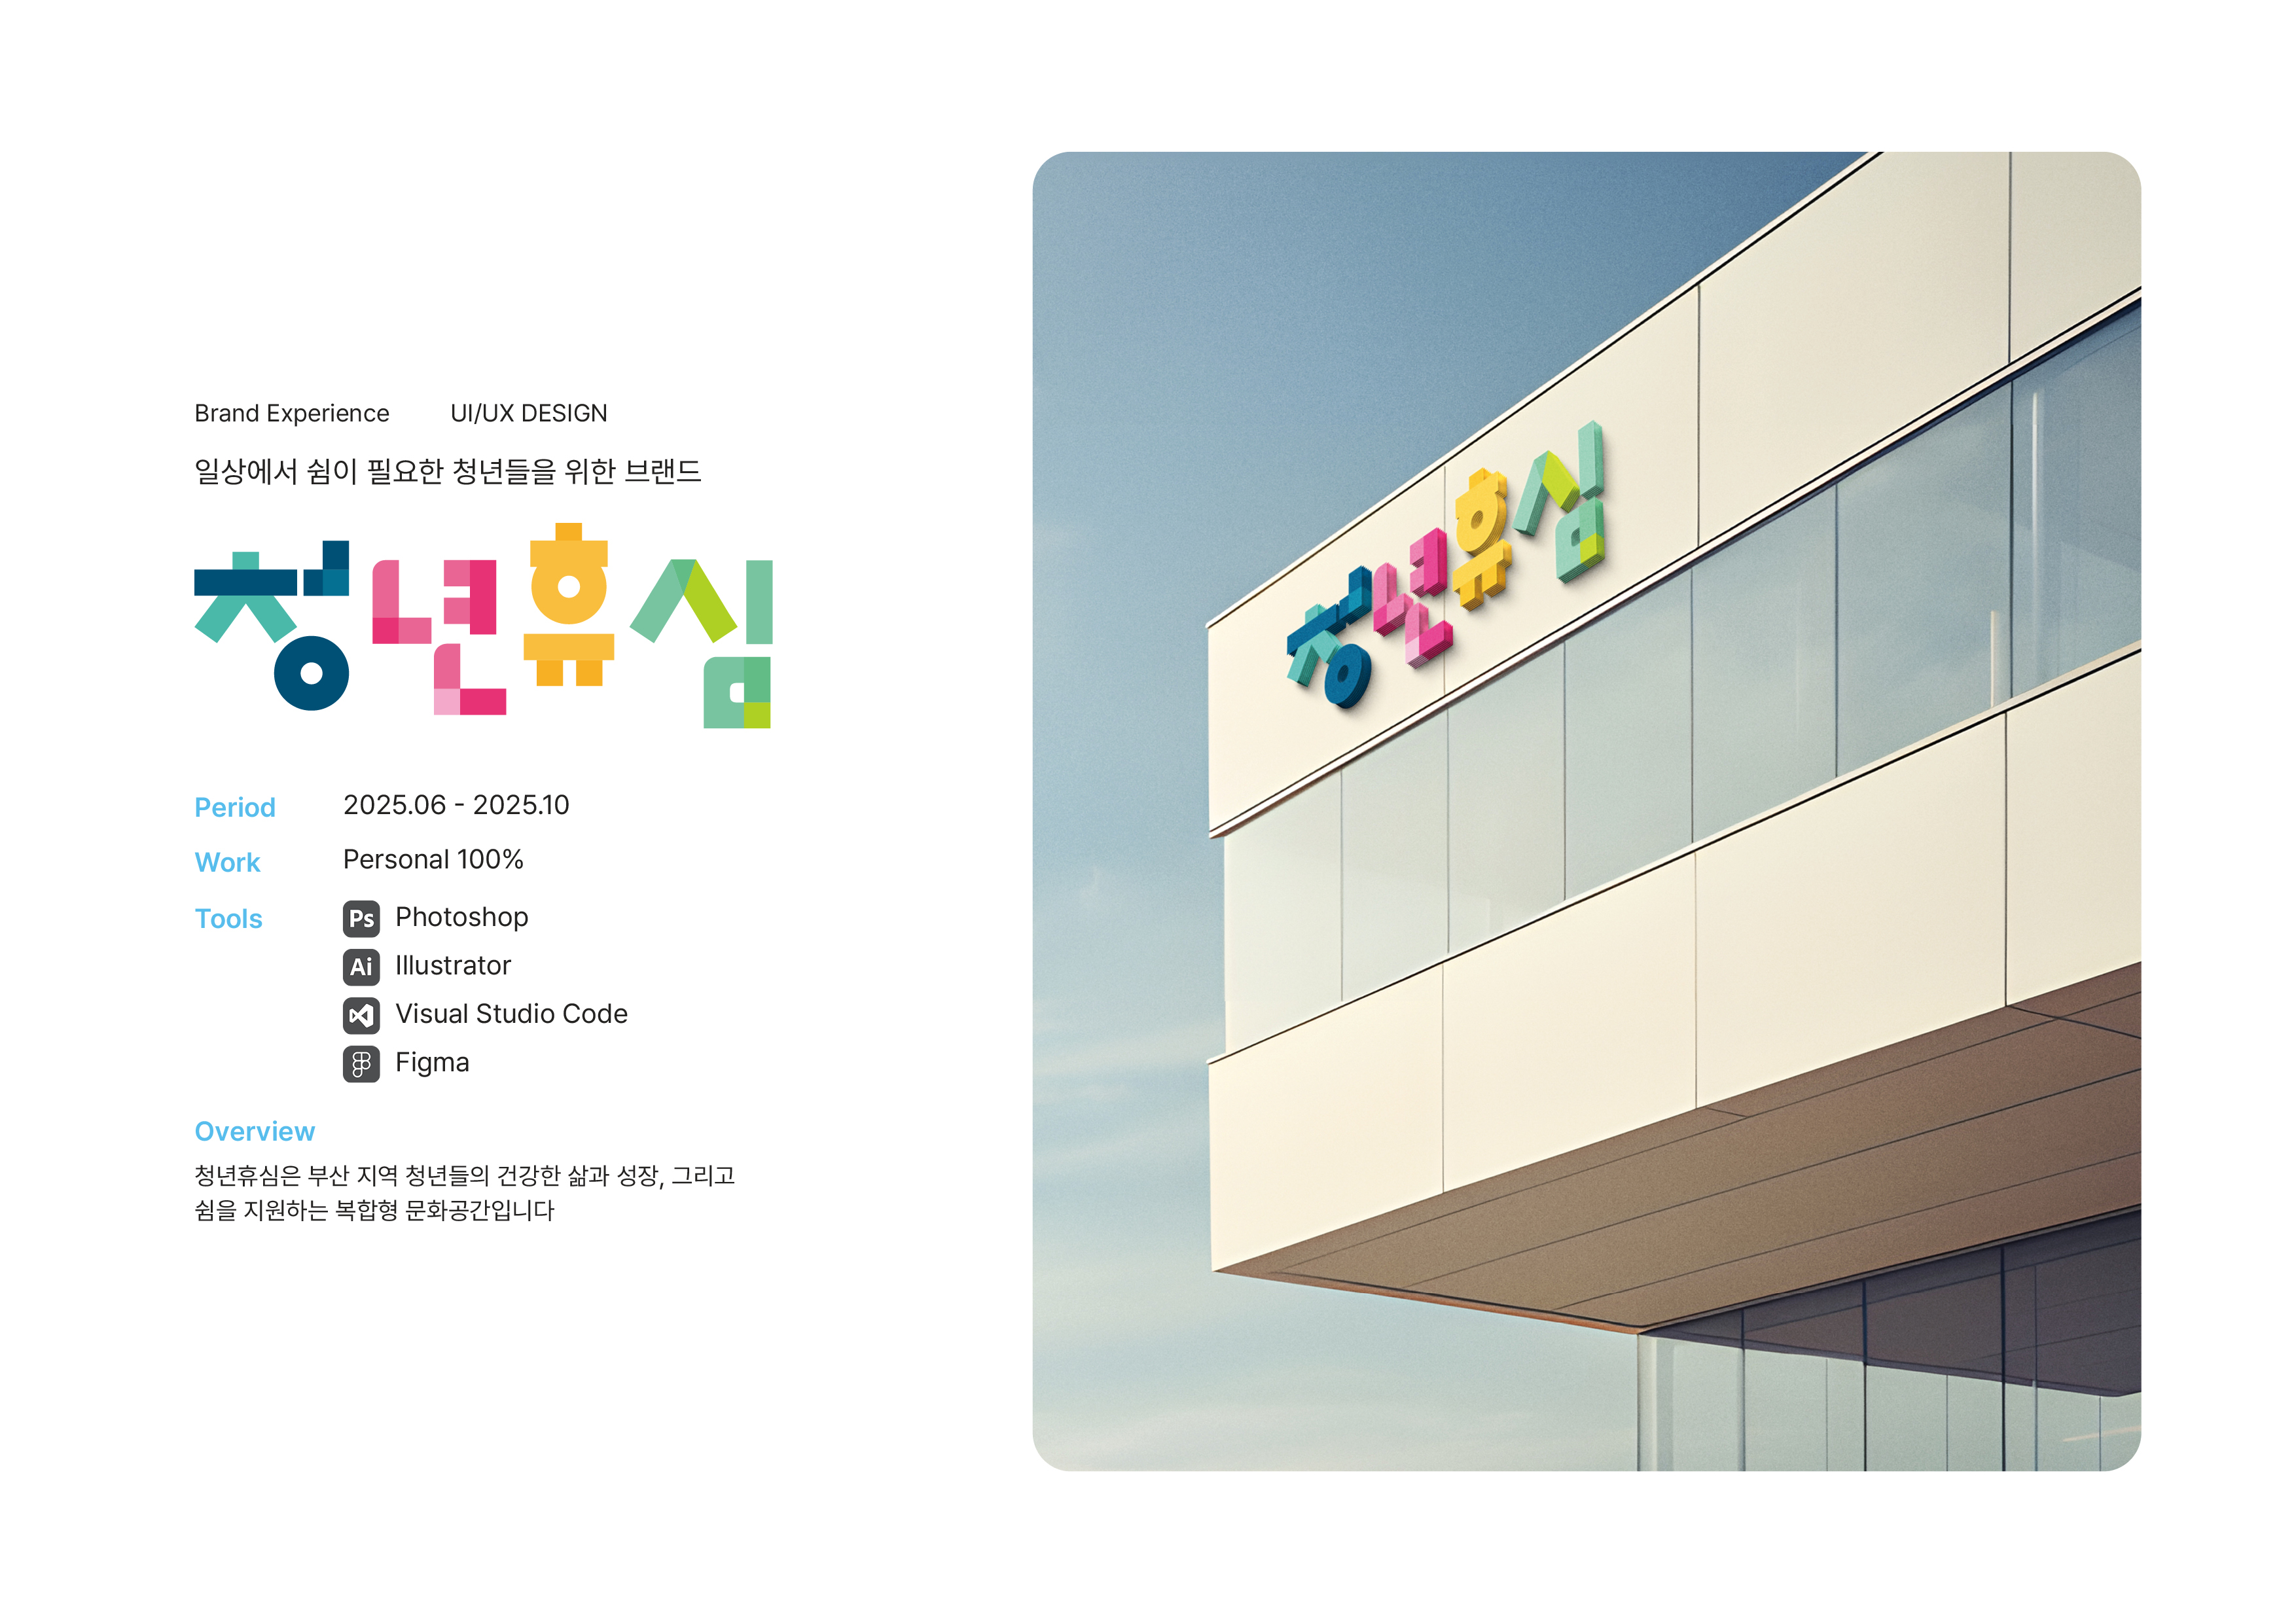 Brand Experience UI/UX DESIGN
일상에서 쉼이 필요한 청년들을 위한 브랜드
청년휴심
Period 2025.06 - 2025.10
Work Personal 100%
Tools Ps Photoshop
Ai Illustrator
Visual Studio Code
Figma
Overview
청년휴심은 부산 지역 청년들의 건강한 삶과 성장, 그리고
쉼을 지원하는 복합형 문화공간입니다
청년휴심